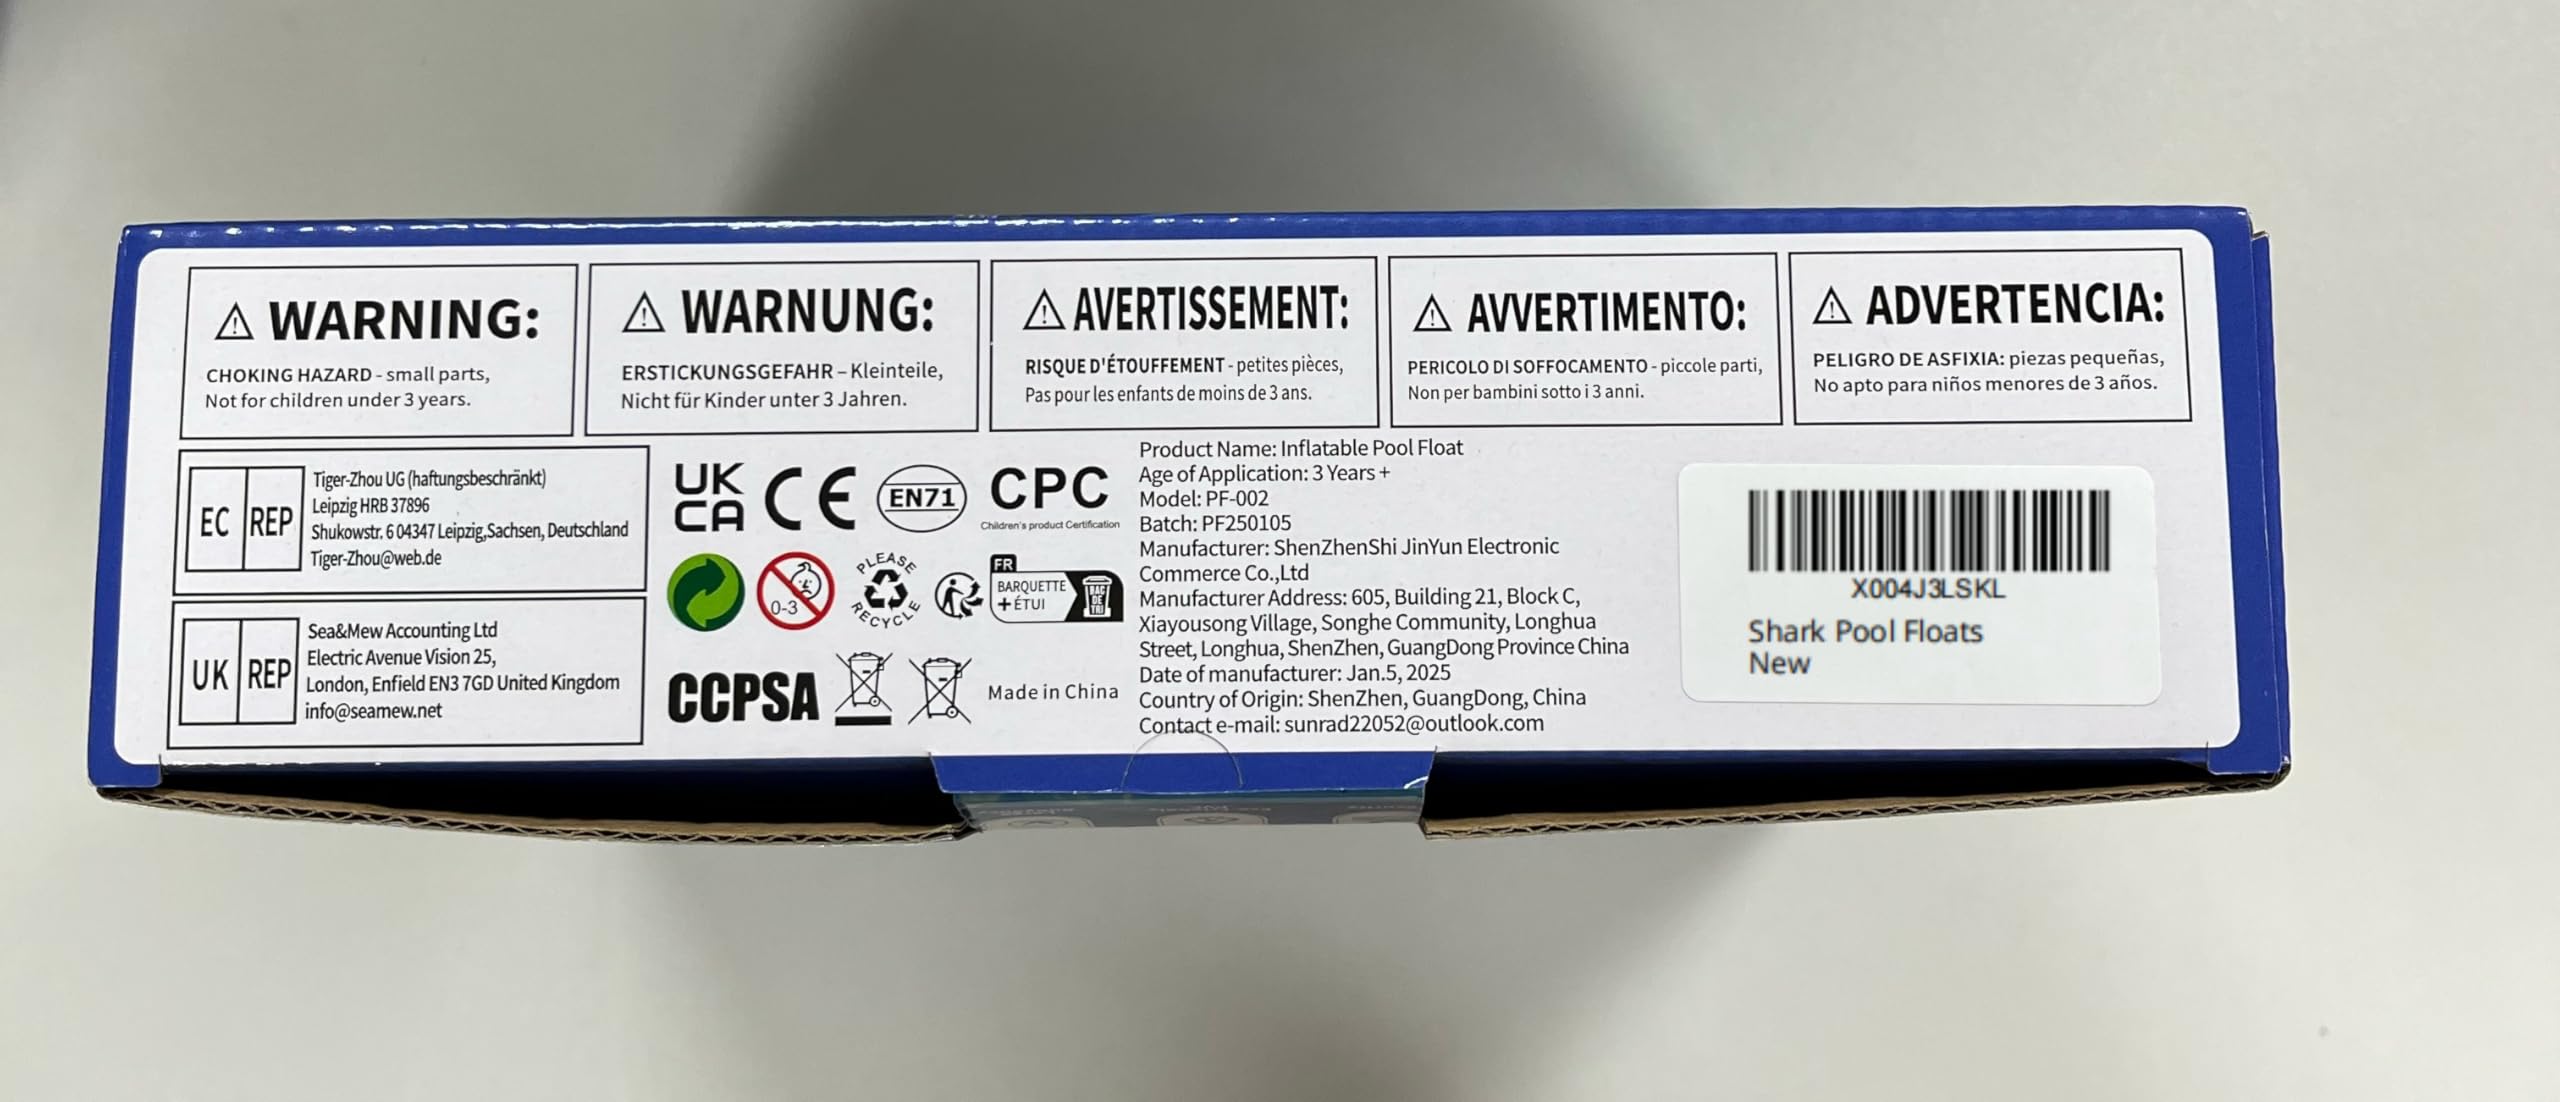 WARNING:
CHOKING HAZARD - small parts,
Not for children under 3 years.
WARNUNG:
ERSTICKUNGSGEFAHR – Kleinteile,
Nicht für Kinder unter 3 Jahren.
AVERTISSEMENT:
RISQUE D'ÉTOUFFEMENT - petites pièces,
Pas pour les enfants de moins de 3 ans.
AVVERTIMENTO:
PERICOLO DI SOFFOCAMENTO - piccole parti,
Non per bambini sotto i 3 anni.
ADVERTENCIA:
PELIGRO DE ASFIXIA: piezas pequeñas,
No apto para niños menores de 3 años.
EC REP
Tiger-Zhou UG (haftungsbeschränkt)
Leipzig HRB 37896
Shukowstr. 6 04347 Leipzig,Sachsen, Deutschland
Tiger-Zhou@web.de
UK REP
Sea&Mew Accounting Ltd
Electric Avenue Vision 25,
London, Enfield EN3 7GD United Kingdom
info@seamew.net
UK
CA
CE
EN71
CPC
Children's product Certification
0-3
PLEASE
RECYCLE
FR
BARQUETTE
+ÉTUI
BAC
DE
TRI
CCPSA
Made in China
Product Name: Inflatable Pool Float
Age of Application: 3 Years +
Model: PF-002
Batch: PF250105
Manufacturer: ShenZhenShi JinYun Electronic
Commerce Co.,Ltd
Manufacturer Address: 605, Building 21, Block C,
Xiayousong Village, Songhe Community, Longhua
Street, Longhua, ShenZhen, GuangDong Province China
Date of manufacturer: Jan.5, 2025
Country of Origin: ShenZhen, GuangDong, China
Contact e-mail: sunrad22052@outlook.com
X004J3LSKL
Shark Pool Floats
New